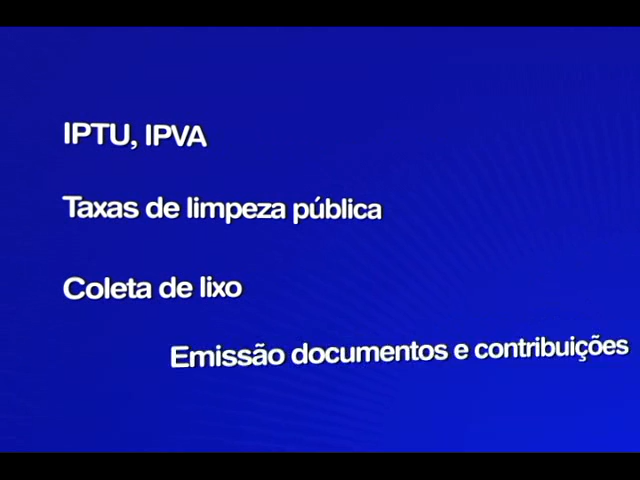 IPTU, IPVA
Taxas de limpeza pública
Coleta de lixo
Emissão documentos e contribuições